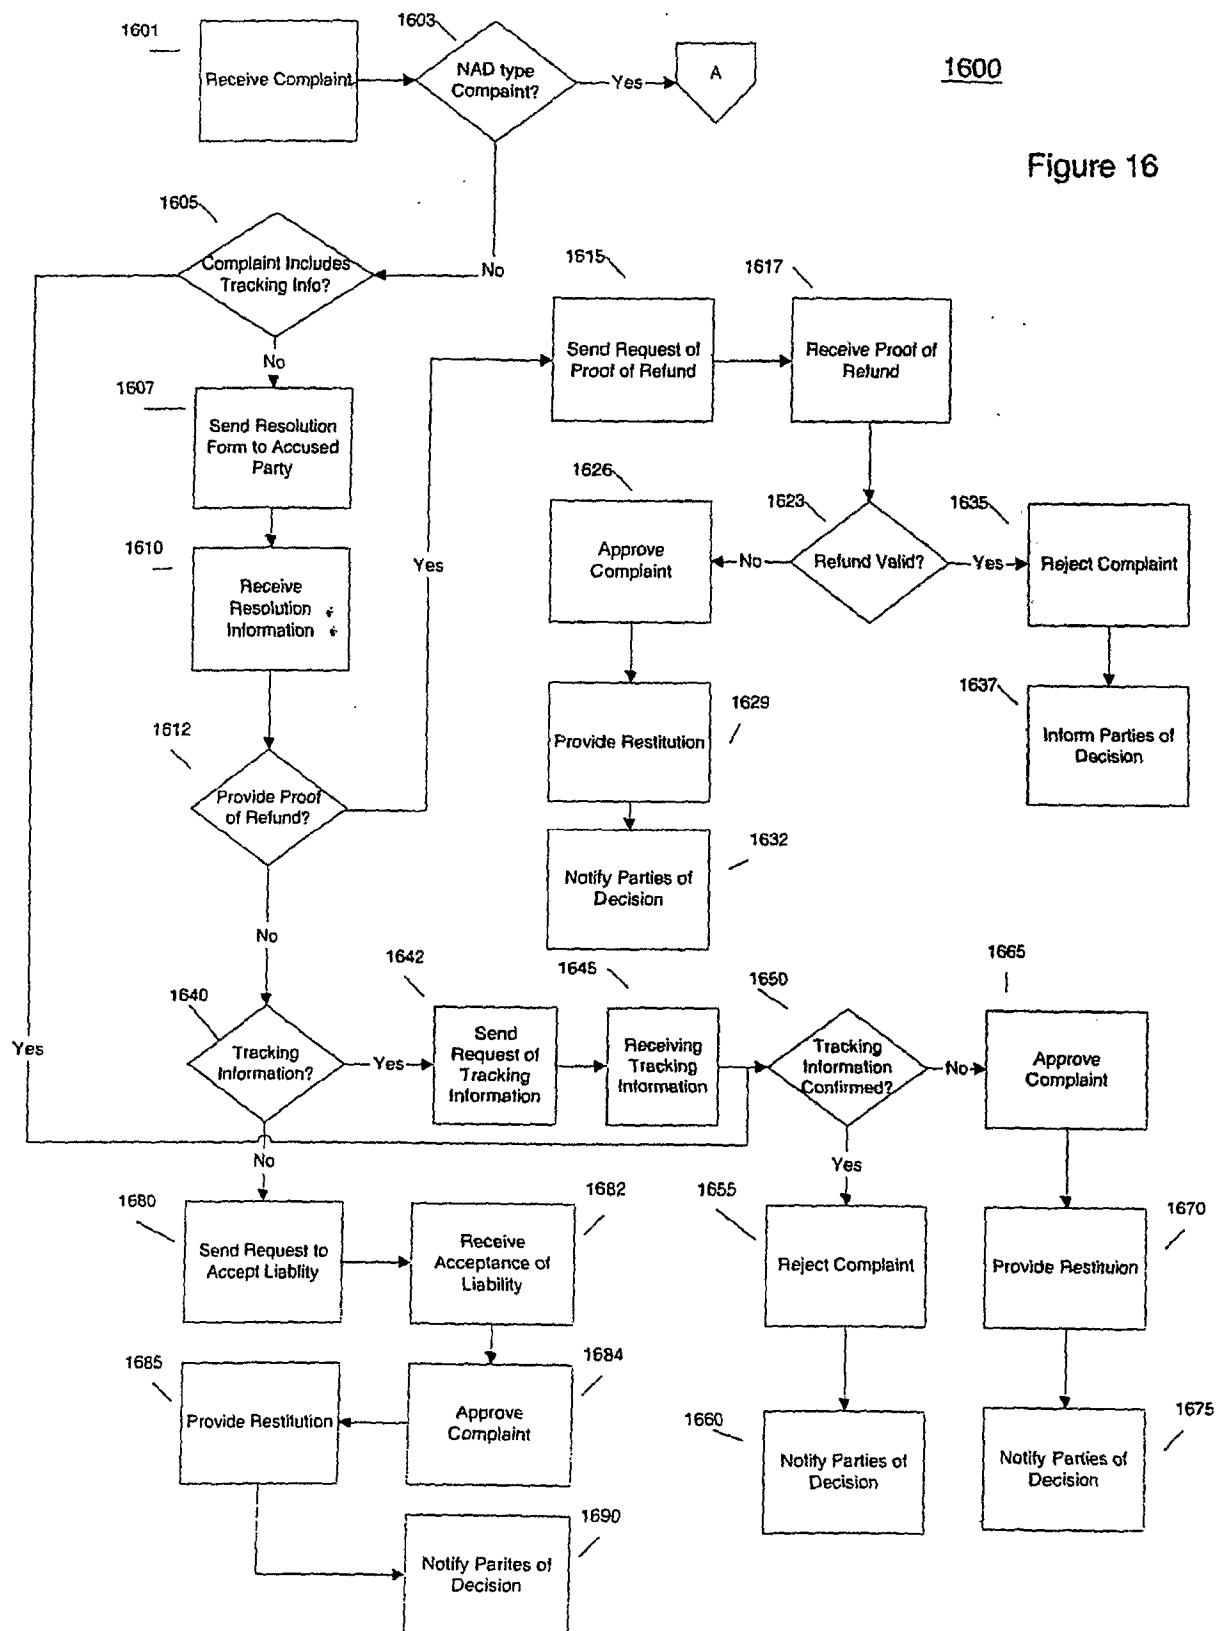 1601
Receive Complaint
1603
NAD type
Compaint?
Yes
A
1600
Figure 16
No
1605
Complaint Includes
Tracking Info?
No
1607
Send Resolution
Form to Accused
Party
1610
Receive
Resolution
Information
1612
Provide Proof
of Refund?
Yes
1615
Send Request of
Proof of Refund
1617
Receive Proof of
Refund
1623
Refund Valid?
No
Yes
1626
Approve
Complaint
1635
Reject Complaint
1629
Provide Restitution
1637
Inform Parties of
Decision
1632
Notify Parties of
Decision
No
1640
Tracking
Information?
Yes
Yes
1642
Send
Request of
Tracking
Information
1645
Receiving
Tracking
Information
1650
Tracking
Information
Confirmed?
No
1665
Approve
Complaint
Yes
No
1680
Send Request to
Accept Liablity
1682
Receive
Acceptance of
Liability
1655
Reject Complaint
1670
Provide Restituion
1685
Provide Restitution
1684
Approve
Complaint
1660
Notify Parties of
Decision
1675
Notify Parties of
Decision
1690
Notify Parites of
Decision